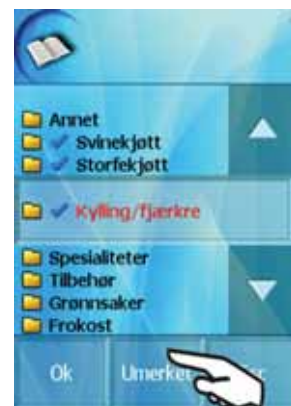 Annet
Svinekjøtt
Storfekjøtt
Kylling/fjærkre
Spesialiteter
Tilbehør
Grønnsaker
Frokost
Ok
Umerket